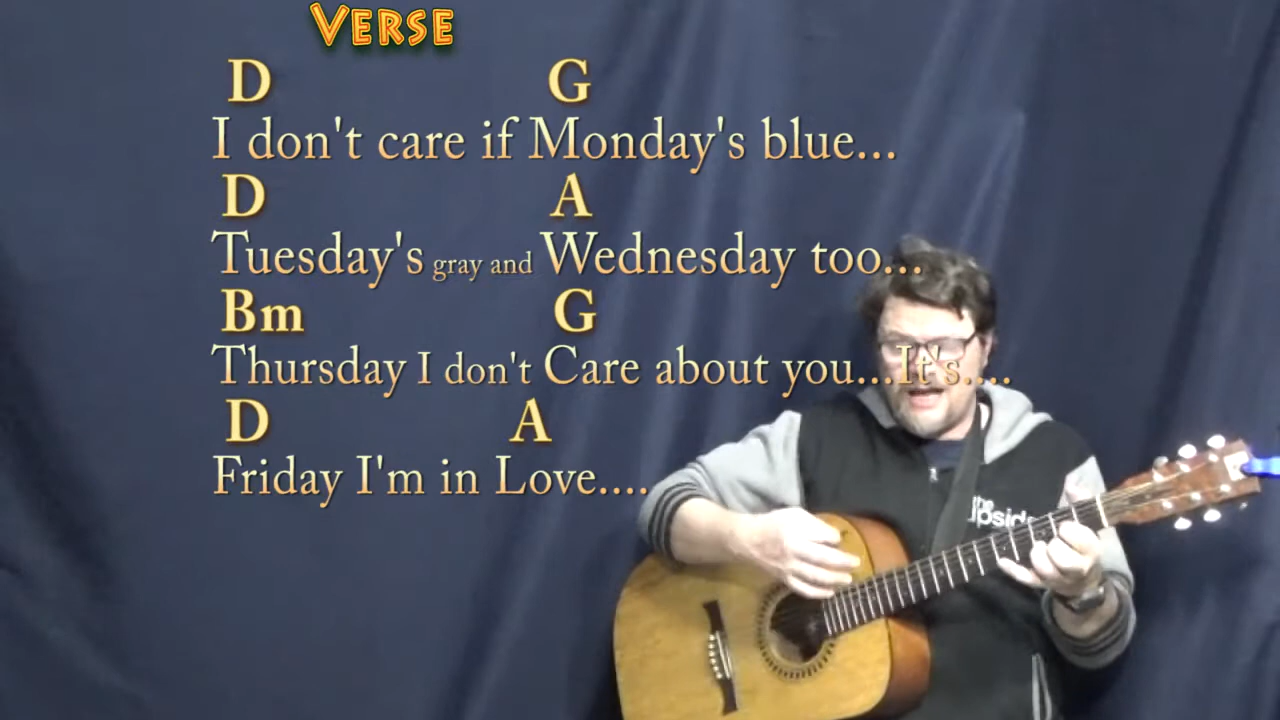 VERSE
D G
I don't care if Monday's blue...
D A
Tuesday's gray and Wednesday too...
Bm G
Thursday I don't Care about you...It's....
D A
Friday I'm in Love....
the